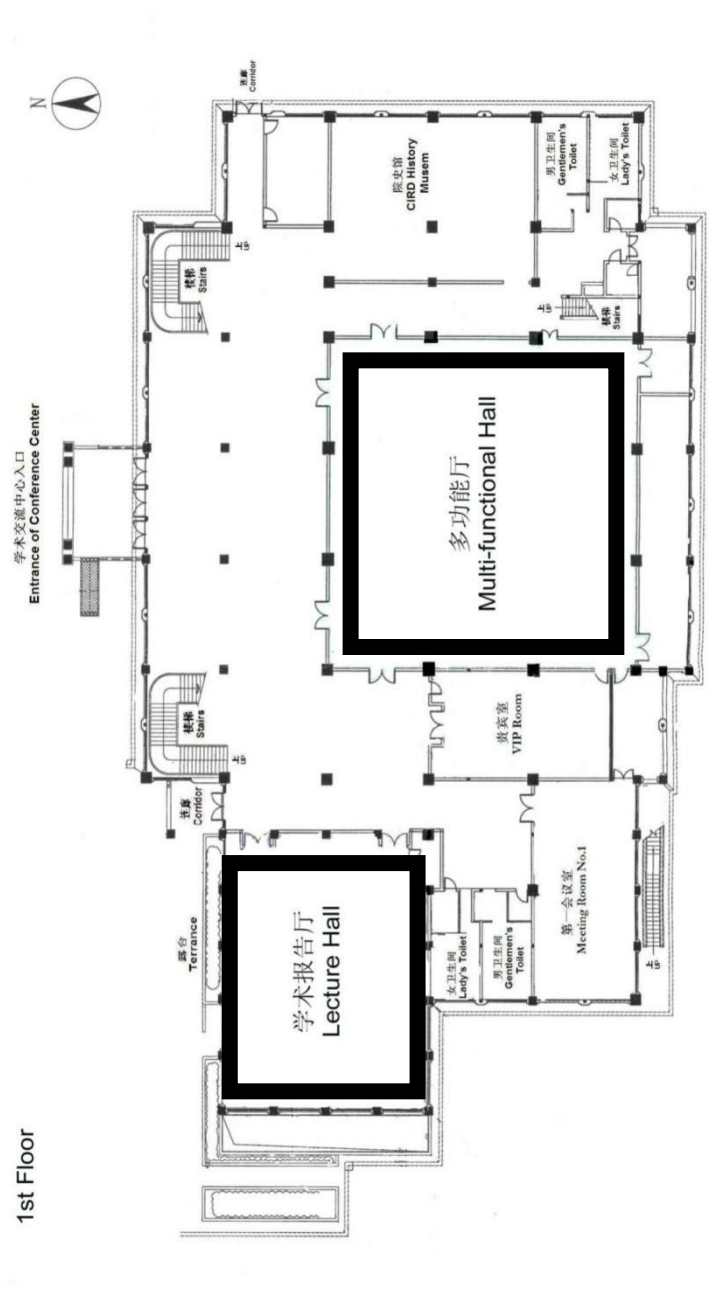 1st Floor
学术交流中心入口
Entrance of Conference Center
N
露台
Terrance
连廊
Corridor
楼梯
Stairs
上
UP
楼梯
Stairs
上
UP
连廊
Corridor
学术报告厅
Lecture Hall
院史馆
CIRD History
Musem
女卫生间
Lady's Toilet
男卫生间
Gentlemen's
Toilet
贵宾室
VIP Room
多功能厅
Multi-functional Hall
男卫生间
Gentlemen's
Toilet
女卫生间
Lady's Toilet
上
UP
楼梯
Stairs
第一会议室
Meeting Room No.1
上
UP